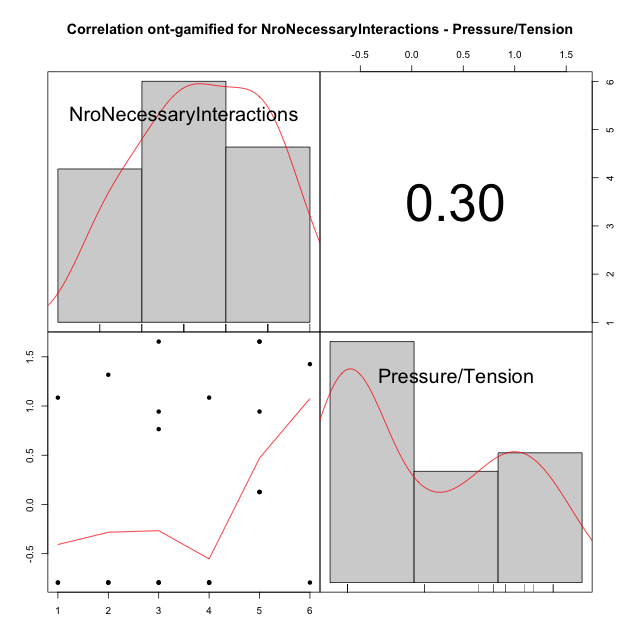 Correlation ont-gamified for NroNecessaryInteractions - Pressure/Tension
-0.5 0.0 0.5 1.0 1.5
NroNecessaryInteractions
0.30
6
5
4
3
2
1
Pressure/Tension
1.5
1.0
0.5
0.0
-0.5
1 2 3 4 5 6